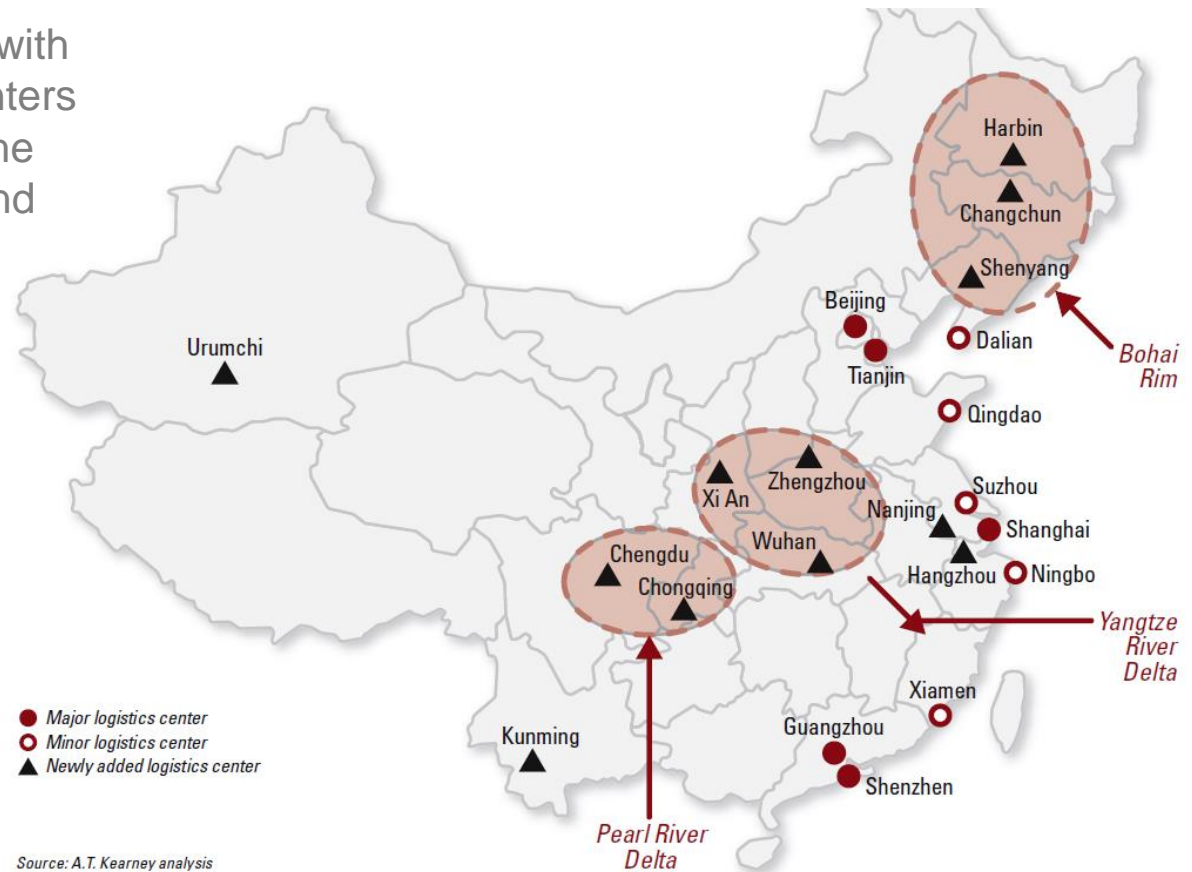 with
nters
ne
nd
Harbin
Changchun
Shenyang
Beijing
Tianjin
Dalian
Bohai
Rim
Urumchi
Qingdao
Zhengzhou
Xi An
Wuhan
Suzhou
Nanjing
Shanghai
Hangzhou
Ningbo
Chengdu
Chongqing
Yangtze
River
Delta
Xiamen
Guangzhou
Shenzhen
Kunming
Pearl River
Delta
Major logistics center
Minor logistics center
Newly added logistics center
Source: A.T. Kearney analysis